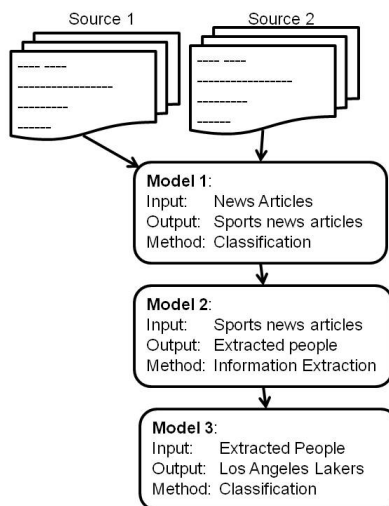 Source 1
Source 2
Model 1:
Input: News Articles
Output: Sports news articles
Method: Classification
Model 2:
Input: Sports news articles
Output: Extracted people
Method: Information Extraction
Model 3:
Input: Extracted People
Output: Los Angeles Lakers
Method: Classification